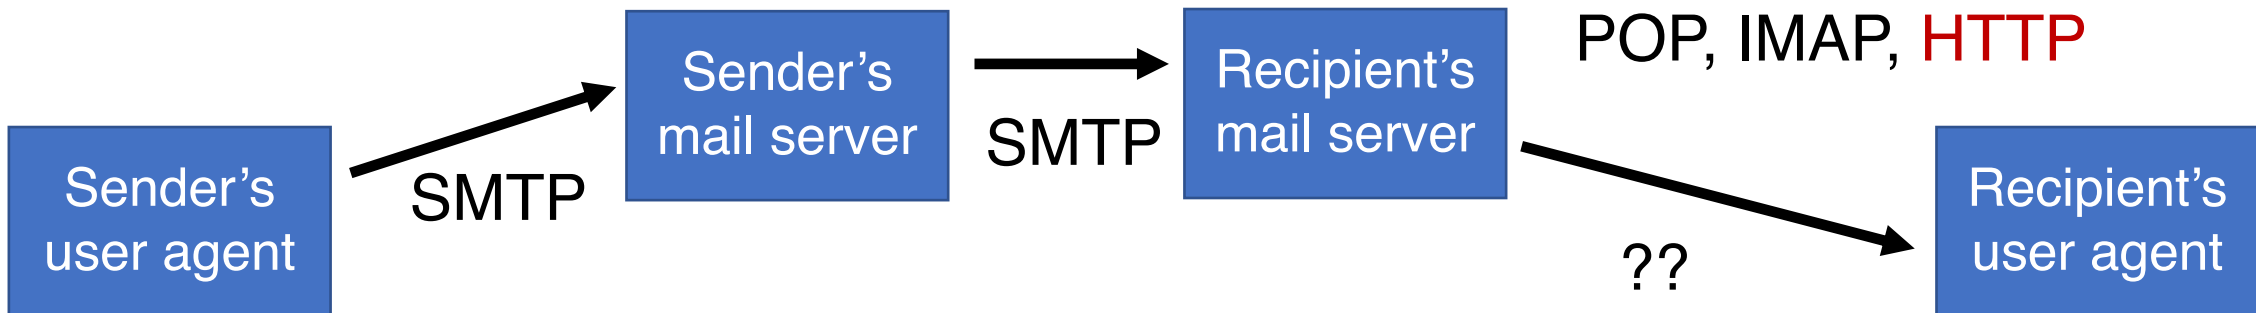 Sender’s
user agent
SMTP
Sender’s
mail server
SMTP
Recipient’s
mail server
POP, IMAP, HTTP
??
Recipient’s
user agent